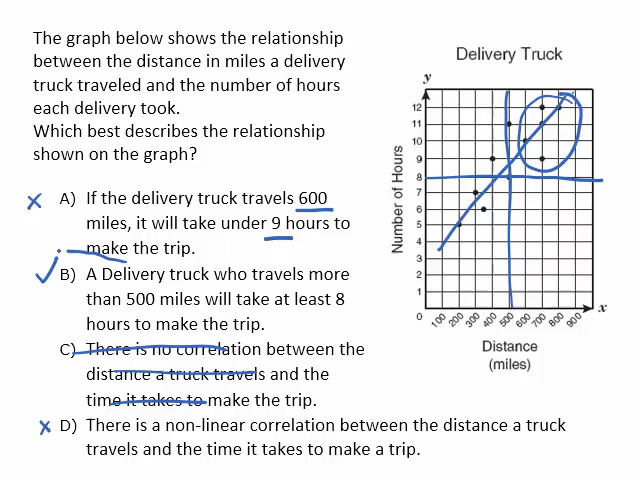 The graph below shows the relationship
between the distance in miles a delivery
truck traveled and the number of hours
each delivery took.
Which best describes the relationship
shown on the graph?
A) If the delivery truck travels 600
miles, it will take under 9 hours to
make the trip.
B) A Delivery truck who travels more
than 500 miles will take at least 8
hours to make the trip.
C) There is no correlation between the
distance a truck travels and the
time it takes to make the trip.
D) There is a non-linear correlation between the distance a truck
travels and the time it takes to make a trip.
Delivery Truck
y
12
11
10
9
8
7
6
5
4
3
2
1
0
100 200 300 400 500 600 700 800 900
x
Number of Hours
Distance
(miles)